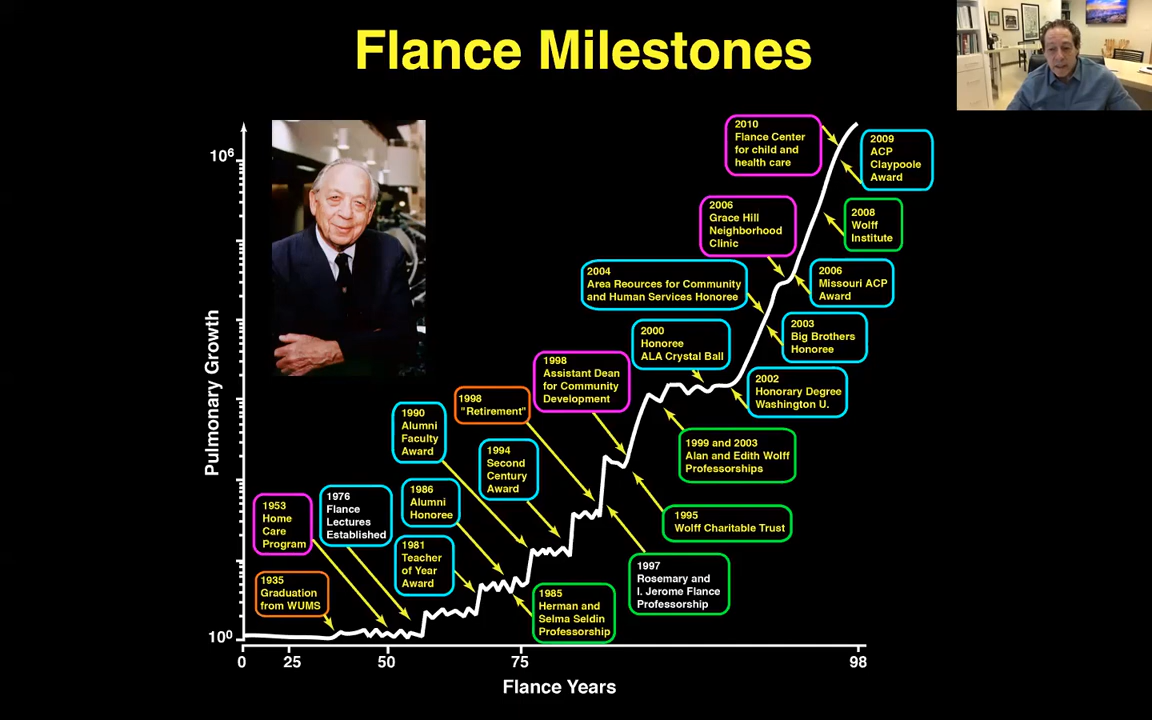 Flance Milestones
10⁶
Pulmonary Growth
10⁰
0
25
50
75
98
Flance Years
1935
Graduation
from WUMS
1953
Home
Care
Program
1976
Flance
Lectures
Established
1981
Teacher
of Year
Award
1986
Alumni
Honoree
1990
Alumni
Faculty
Award
1985
Herman and
Selma Seldin
Professorship
1994
Second
Century
Award
1998
"Retirement"
1997
Rosemary and
I. Jerome Flance
Professorship
1995
Wolff Charitable Trust
1998
Assistant Dean
for Community
Development
1999 and 2003
Alan and Edith Wolff
Professorships
2000
Honoree
ALA Crystal Ball
2002
Honorary Degree
Washington U.
2003
Big Brothers
Honoree
2004
Area Reources for Community
and Human Services Honoree
2006
Missouri ACP
Award
2006
Grace Hill
Neighborhood
Clinic
2008
Wolff
Institute
2009
ACP
Claypoole
Award
2010
Flance Center
for child and
health care